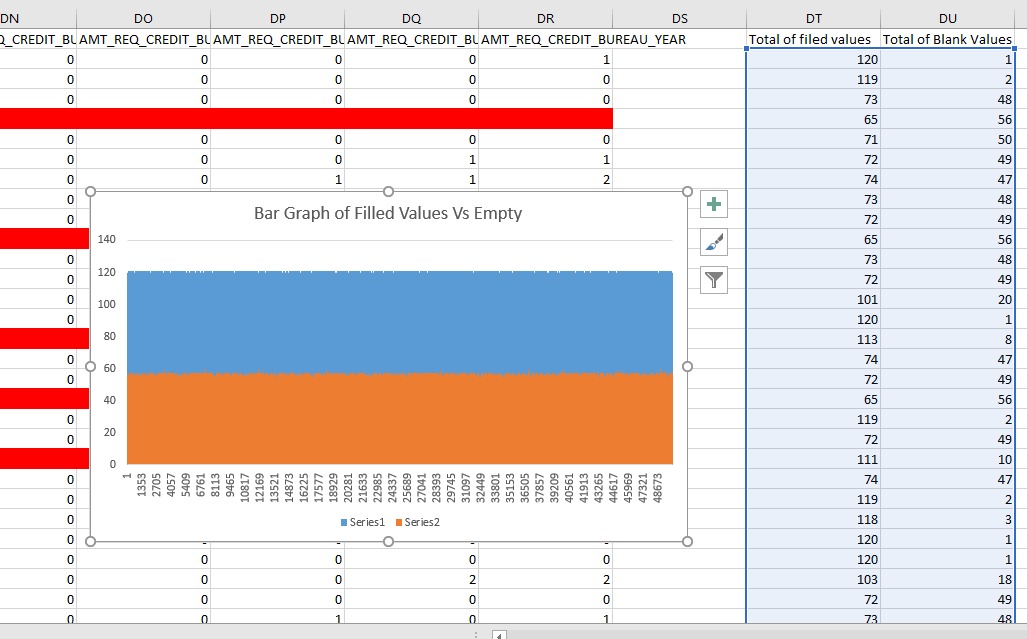 DN DO DP DQ DR DS DT DU
Q_CREDIT_BU AMT_REQ_CREDIT_BU AMT_REQ_CREDIT_BU AMT_REQ_CREDIT_BU AMT_REQ_CREDIT_BUREAU_YEAR Total of filed values Total of Blank Values
0 0 0 0 1 120 1
0 0 0 0 0 119 2
0 0 0 0 0 73 48
65 56
0 0 0 0 0 71 50
0 0 0 1 1 72 49
0 0 1 1 2 74 47
0 73 48
0 72 49
65 56
0 73 48
0 72 49
0 101 20
0 120 1
113 8
0 74 47
0 72 49
65 56
0 119 2
0 72 49
111 10
0 74 47
0 119 2
0 118 3
0 120 1
0 0 0 0 0 120 1
0 0 0 2 2 103 18
0 0 0 0 0 72 49
0 0 1 0 1 73 48
Bar Graph of Filled Values Vs Empty
140
120
100
80
60
40
20
0
1 1353 2705 4057 5409 6761 8113 9465 10817 12169 13521 14873 16225 17577 18929 20281 21633 22985 24337 25689 27041 28393 29745 31097 32449 33801 35153 36505 37857 39209 40561 41913 43265 44617 45969 47321 48673
Series1 Series2